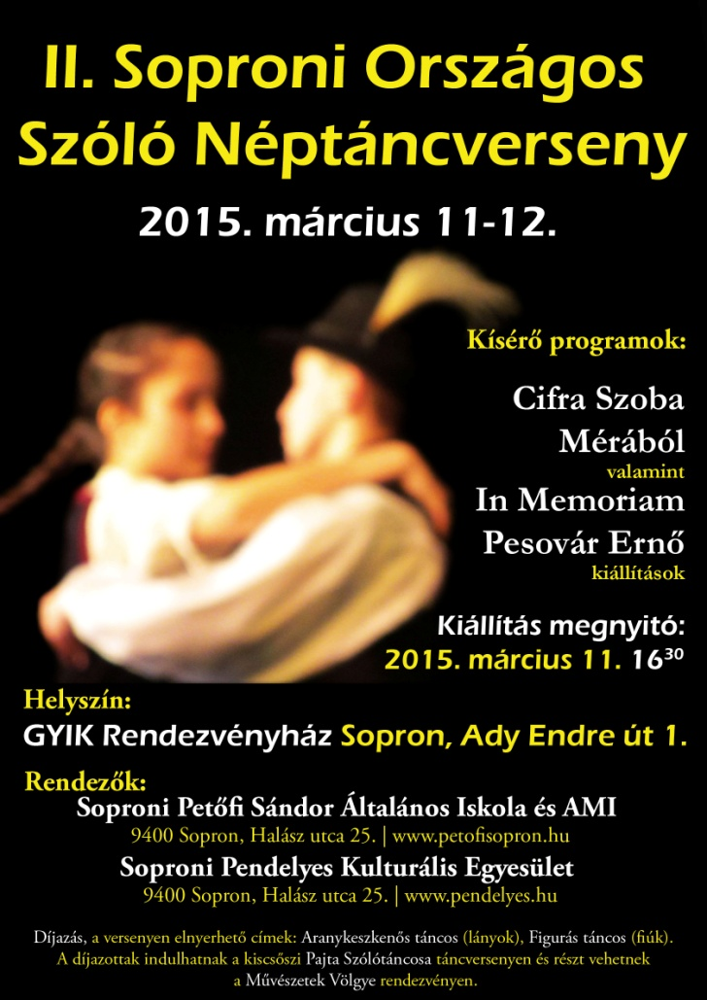 II. Soproni Országos
Szóló Néptáncverseny
2015. március 11-12.
Kísérő programok:
Cifra Szoba
Mérából
valamint
In Memoriam
Pesovár Ernő
kiállítások
Kiállítás megnyitó:
2015. március 11. 16³⁰
Helyszín:
GYIK Rendezvényház Sopron, Ady Endre út 1.
Rendezők:
Soproni Petőfi Sándor Általános Iskola és AMI
9400 Sopron, Halász utca 25. | www.petofisopron.hu
Soproni Pendelyes Kulturális Egyesület
9400 Sopron, Halász utca 25. | www.pendelyes.hu
Díjazás, a versenyen elnyerhető címek: Aranykeszkenős táncos (lányok), Figurás táncos (fiúk).
A díjazottak indulhatnak a kiscsőszi Pajta Szólótáncosa táncversenyen és részt vehetnek
a Művészetek Völgye rendezvényen.